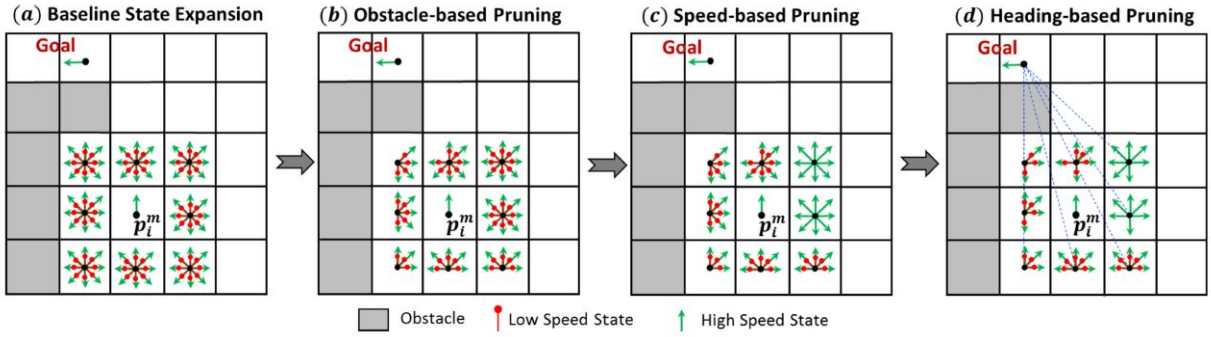 (a) Baseline State Expansion
(b) Obstacle-based Pruning
(c) Speed-based Pruning
(d) Heading-based Pruning
Goal
Goal
Goal
Goal
p_i^m
p_i^m
p_i^m
p_i^m
Obstacle
Low Speed State
High Speed State